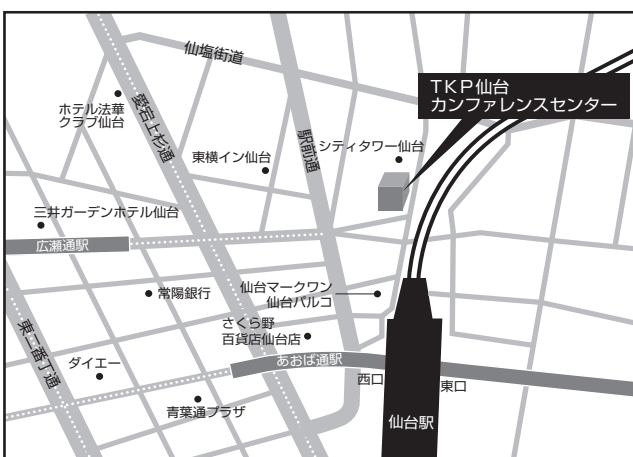 仙塩街道
TKP仙台
カンファレンスセンター
ホテル法華
クラブ仙台
愛宕上杉通
駅前通
シティタワー仙台
東横イン仙台
三井ガーデンホテル仙台
広瀬通駅
常陽銀行
仙台マークワン
仙台パルコ
さくら野
百貨店仙台店
東二番丁通
ダイエー
あおば通駅
西口
東口
青葉通プラザ
仙台駅